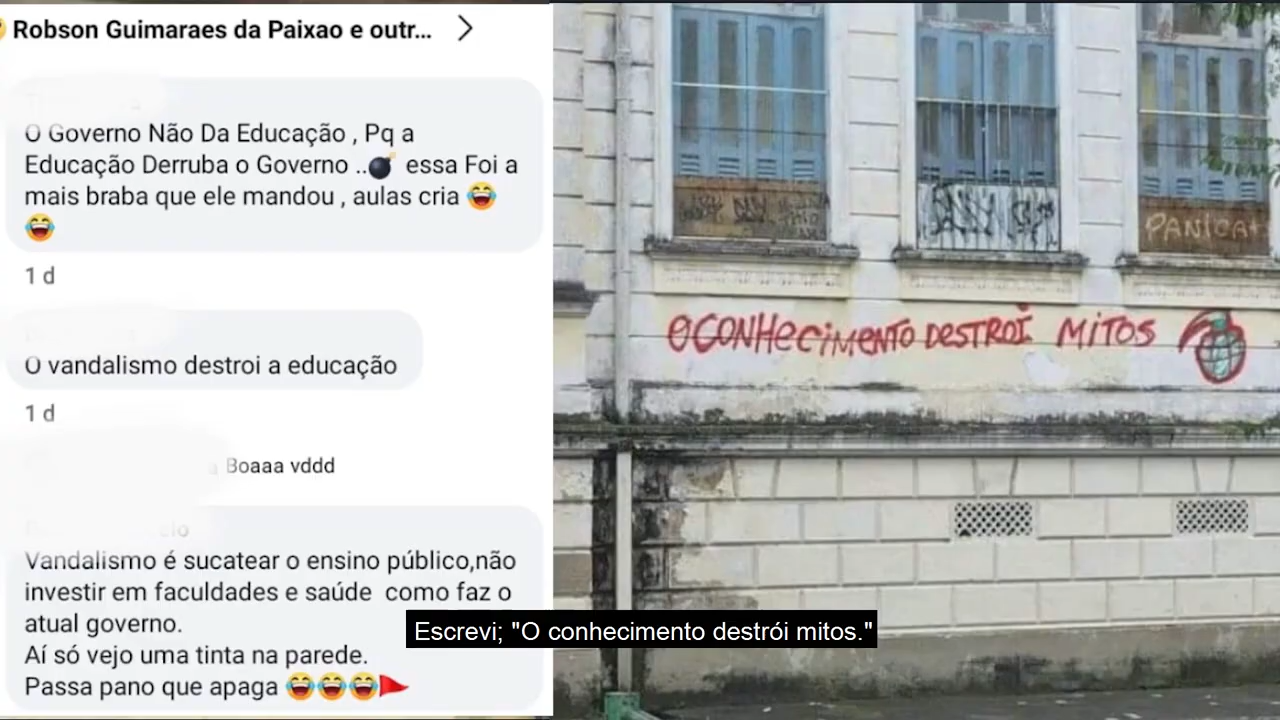 Robson Guimaraes da Paixao e outr...
O Governo Não Da Educação , Pq a
Educação Derruba o Governo ..💣 essa Foi a
mais braba que ele mandou , aulas cria 😂
😂
1 d
O vandalismo destroi a educação
1 d
Boaaa vddd
Vandalismo é sucatear o ensino público,não
investir em faculdades e saúde como faz o
atual governo.
Aí só vejo uma tinta na parede.
Passa pano que apaga 😂😂😂🚩
PANICA
O CONHECIMENTO DESTROI MITOS
Escrevi; "O conhecimento destrói mitos."